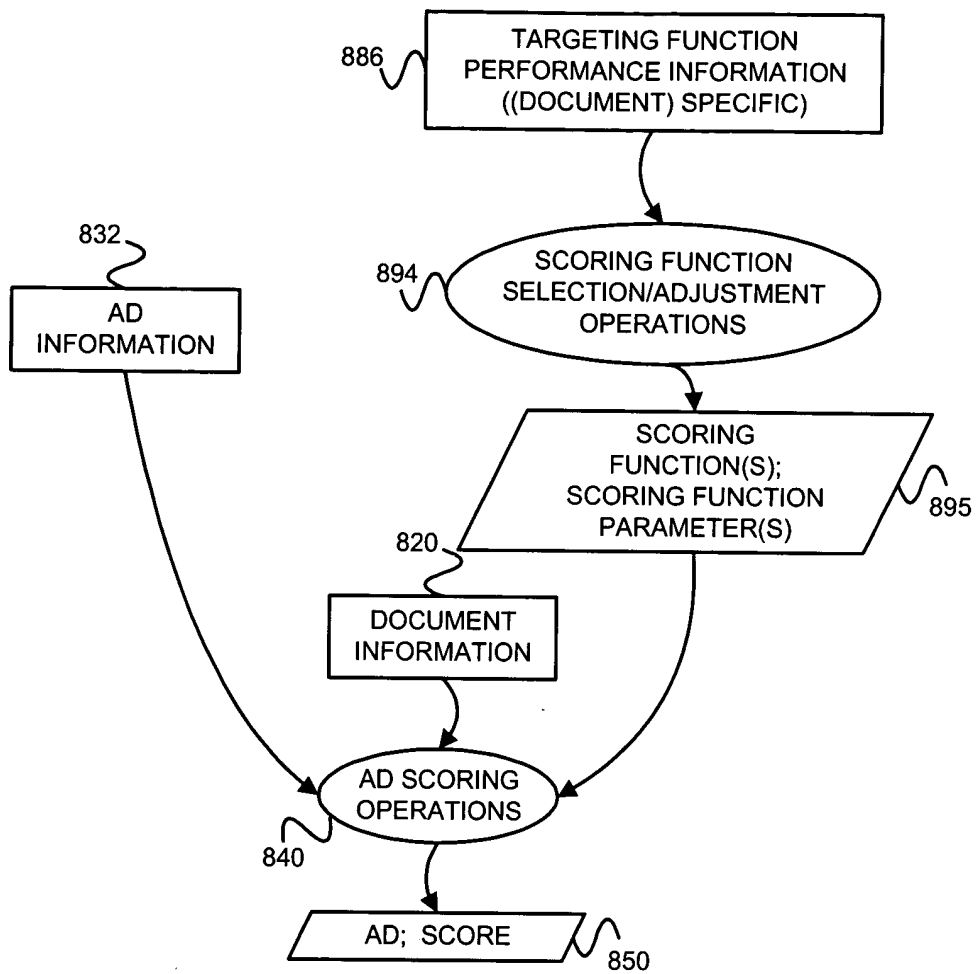 886
TARGETING FUNCTION
PERFORMANCE INFORMATION
((DOCUMENT) SPECIFIC)
832
AD
INFORMATION
894
SCORING FUNCTION
SELECTION/ADJUSTMENT
OPERATIONS
SCORING
FUNCTION(S);
SCORING FUNCTION
PARAMETER(S)
895
820
DOCUMENT
INFORMATION
AD SCORING
OPERATIONS
840
AD; SCORE
850